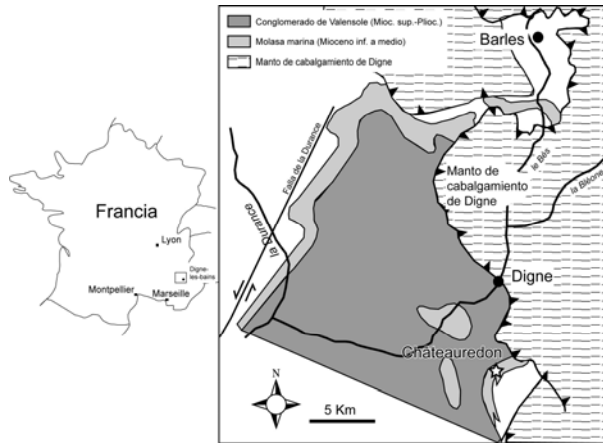 Conglomerado de Valensole (Mioc. sup.-Plioc.)
Molasa marina (Mioceno inf. a medio)
Manto de cabalgamiento de Digne
Barles
Falla de la Durance
la Durance
le Bés
la Bléone
Manto de
cabalgamiento
de Digne
Digne
Châteauredon
N
5 Km
Francia
Lyon
Digne-
les-bains
Montpellier
Marseille